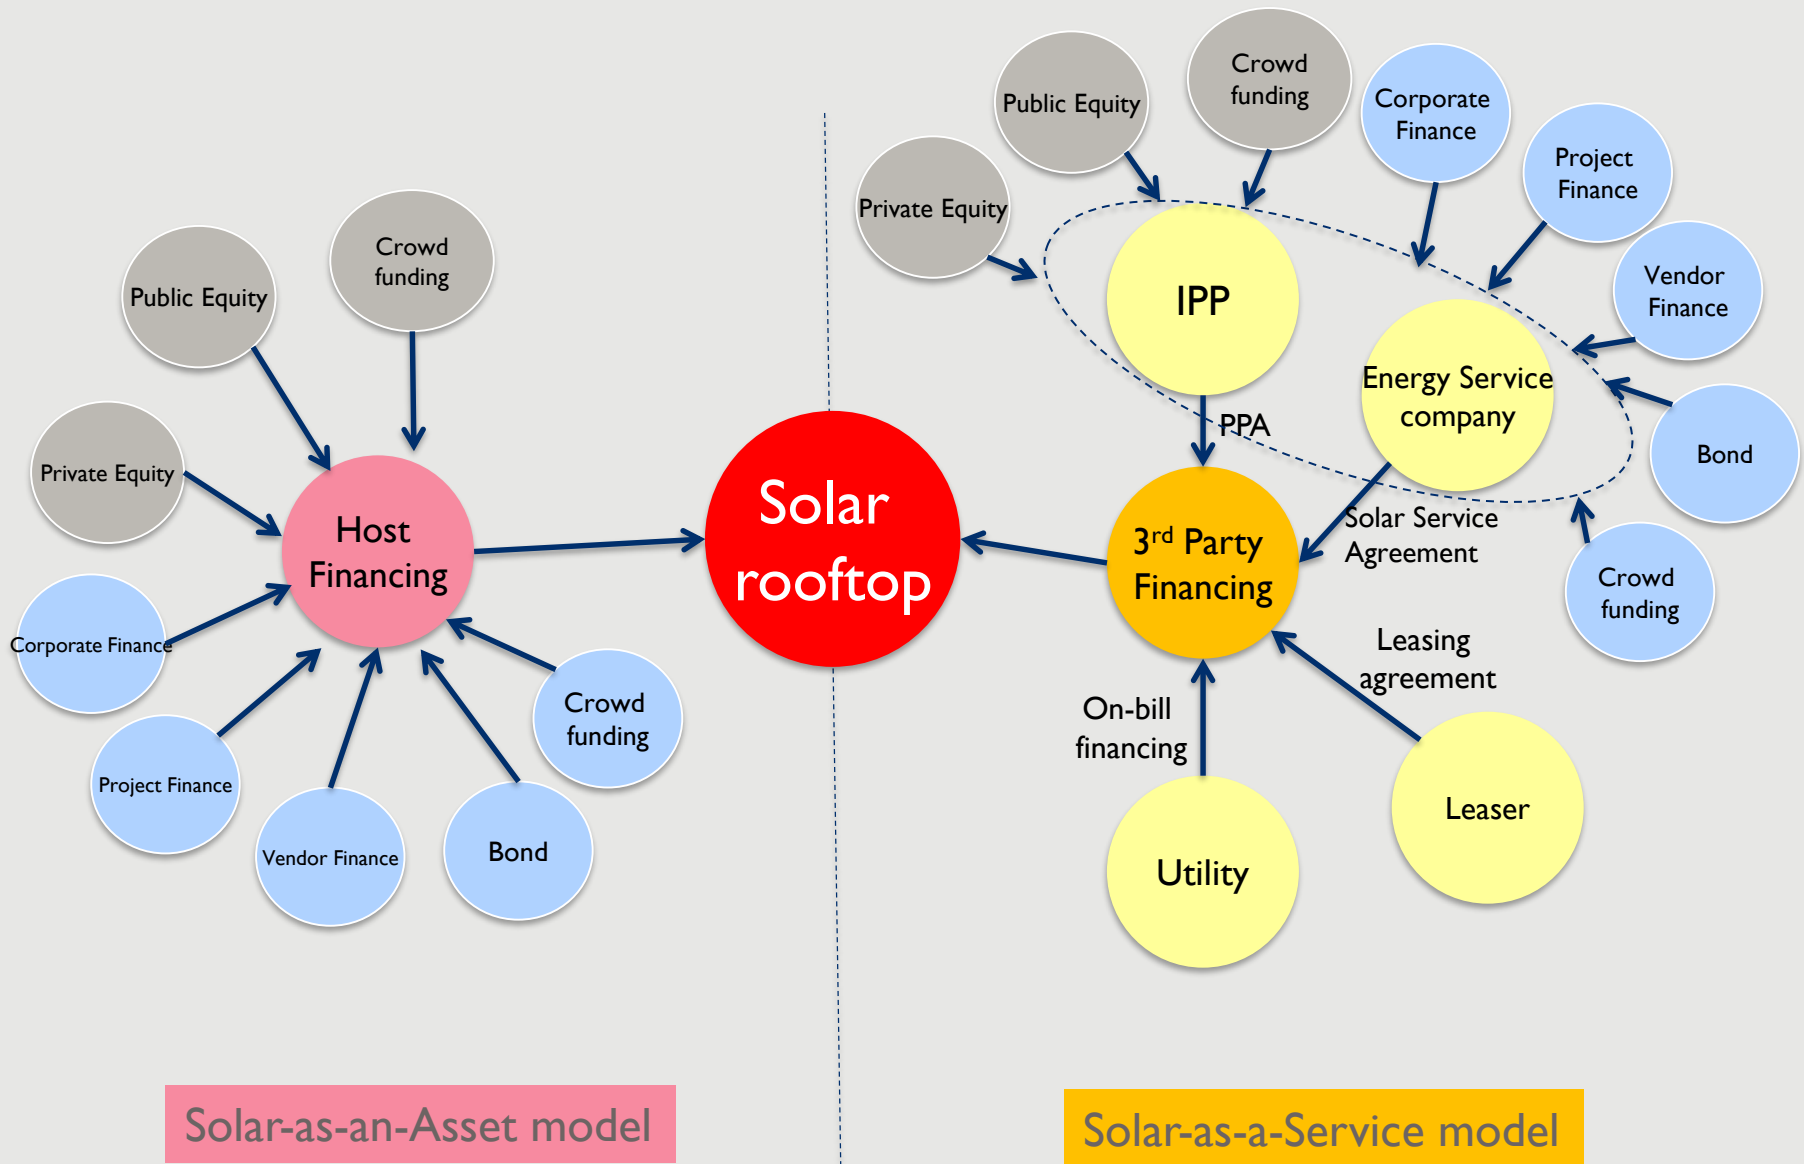 Public Equity
Crowd
funding
Private Equity
Host
Financing
Corporate Finance
Project Finance
Vendor Finance
Bond
Crowd
funding
Solar
rooftop
Private Equity
Public Equity
Crowd
funding
Corporate
Finance
Project
Finance
Vendor
Finance
Bond
Crowd
funding
IPP
Energy Service
company
PPA
Solar Service
Agreement
3rd Party
Financing
Leasing
agreement
On-bill
financing
Utility
Leaser
Solar-as-an-Asset model
Solar-as-a-Service model